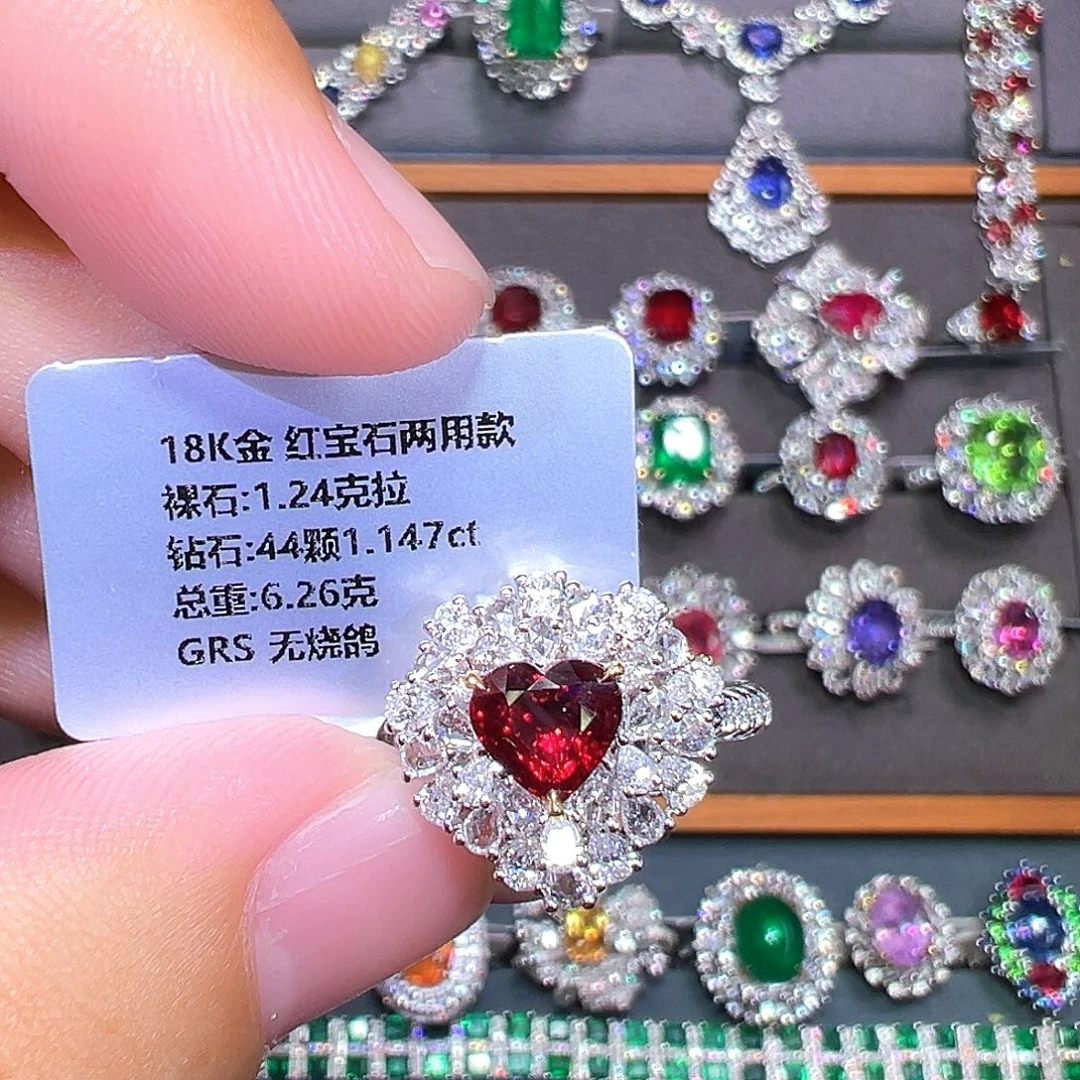 18K金 红宝石两用款
裸石:1.24克拉
钻石:44颗1.147ct
总重:6.26克
GRS 无烧鸽